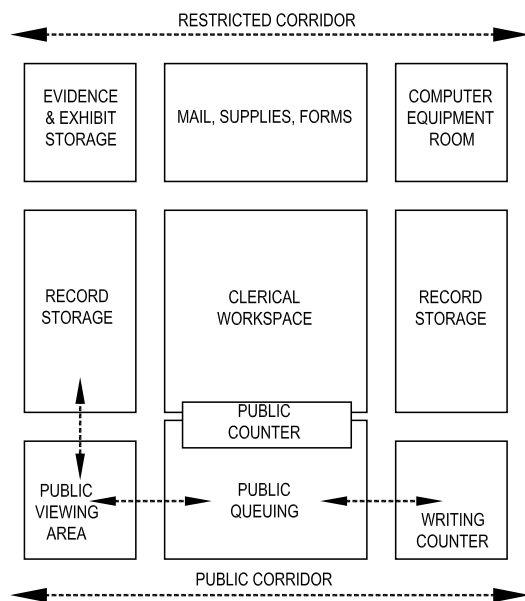 RESTRICTED CORRIDOR
EVIDENCE
& EXHIBIT
STORAGE
MAIL, SUPPLIES, FORMS
COMPUTER
EQUIPMENT
ROOM
RECORD
STORAGE
CLERICAL
WORKSPACE
RECORD
STORAGE
PUBLIC
COUNTER
PUBLIC
VIEWING
AREA
PUBLIC
QUEUING
WRITING
COUNTER
PUBLIC CORRIDOR